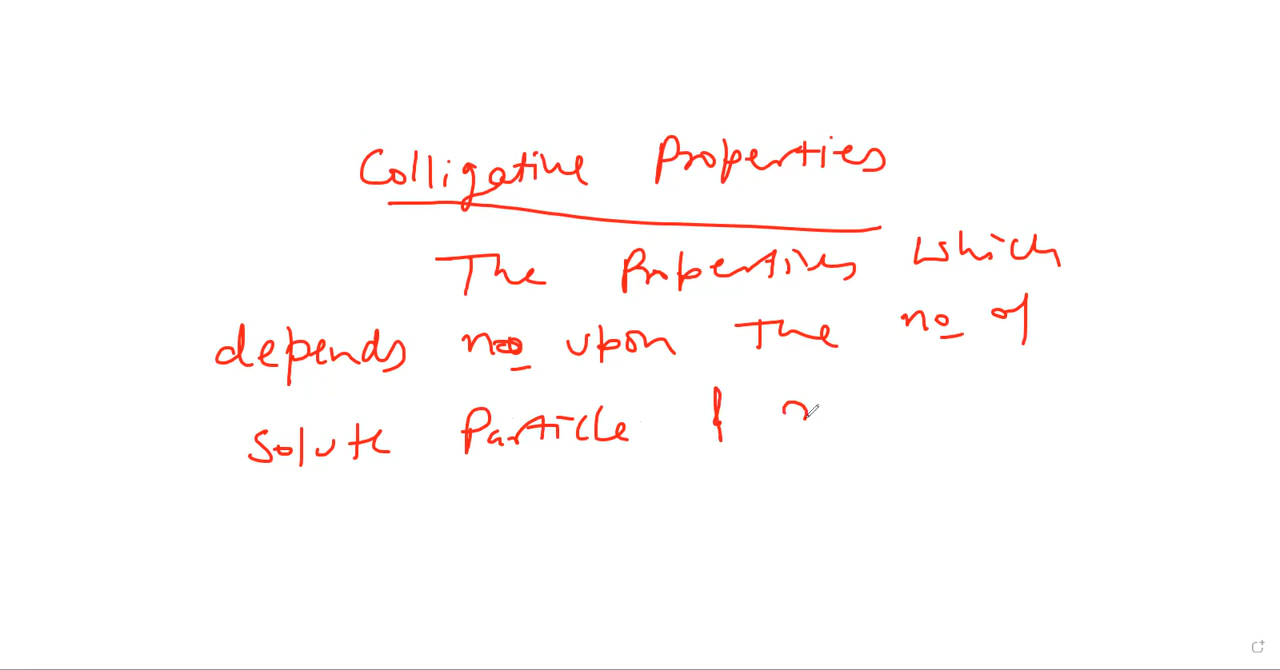 Colligative Properties
The Properties which
depends no upon The no of
Solute Particle &